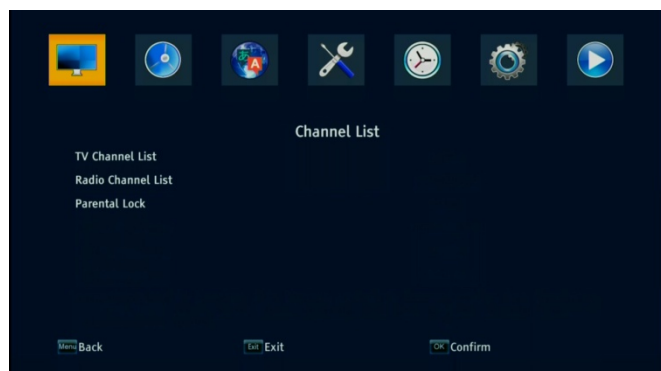 Channel List
TV Channel List
Radio Channel List
Parental Lock
Menu Back
Exit Exit
OK Confirm